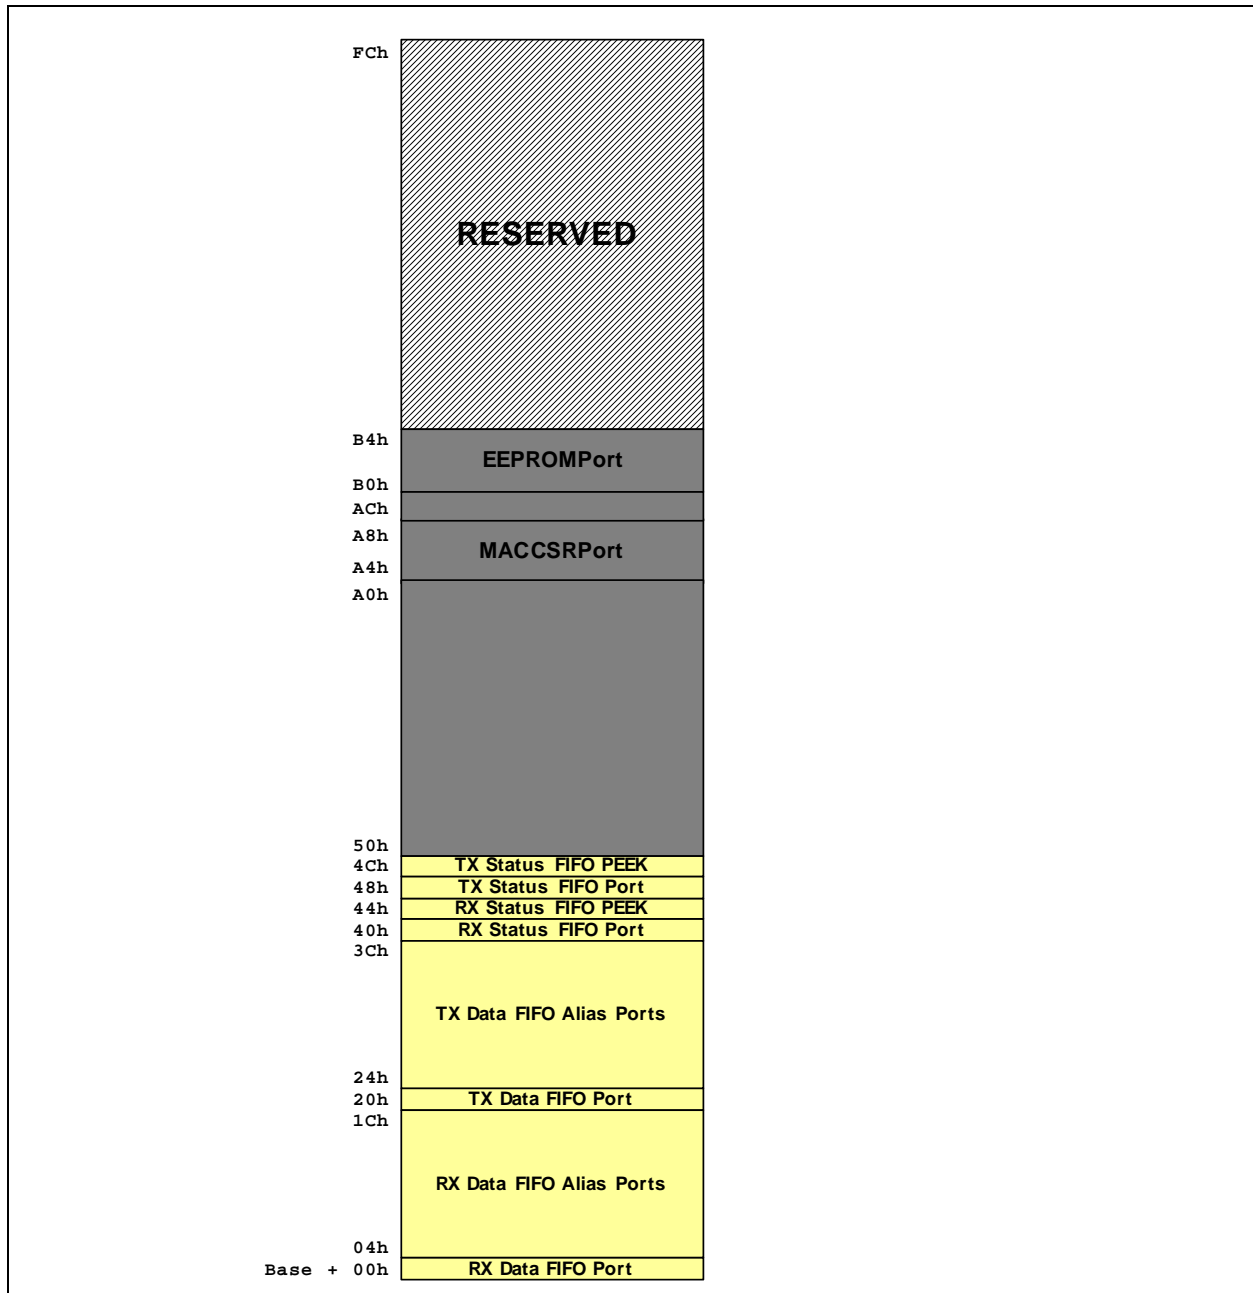 FCh
RESERVED
B4h
EEPROMPort
B0h
ACh
A8h
MACCSRPort
A4h
A0h
50h
4Ch TX Status FIFO PEEK
48h TX Status FIFO Port
44h RX Status FIFO PEEK
40h RX Status FIFO Port
3Ch
TX Data FIFO Alias Ports
24h
20h TX Data FIFO Port
1Ch
RX Data FIFO Alias Ports
04h
Base + 00h RX Data FIFO Port